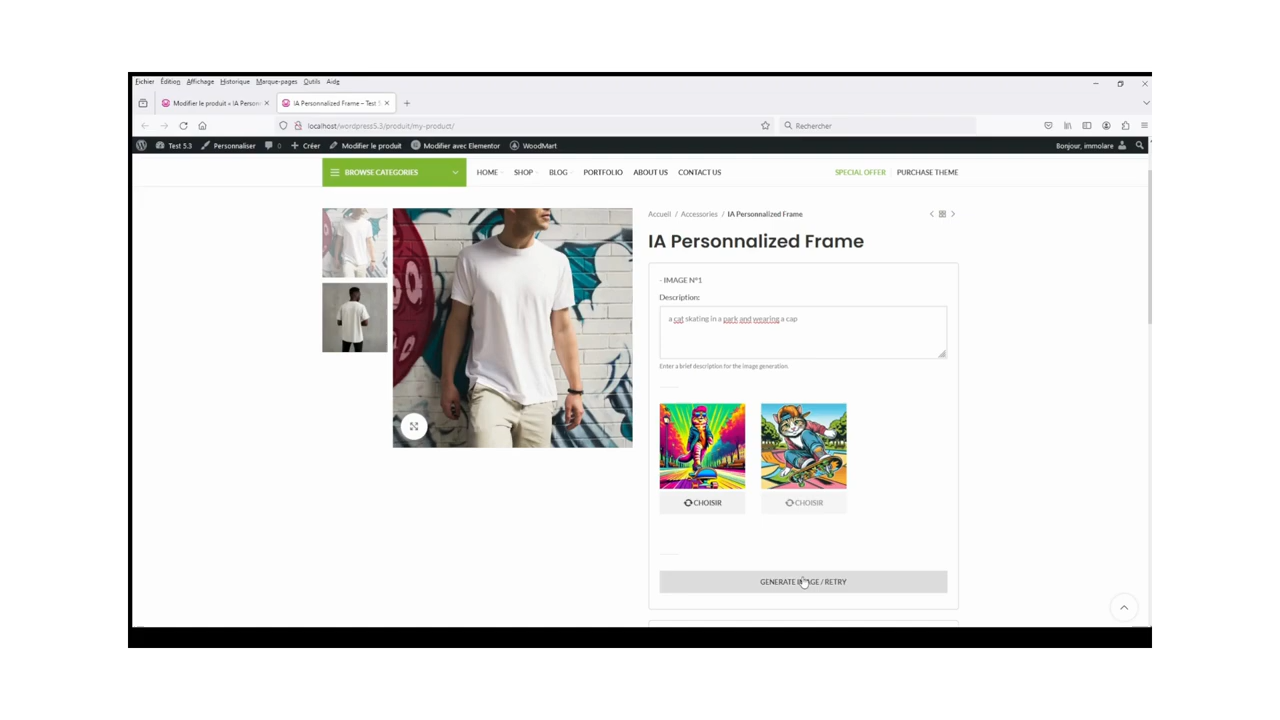 Fichier Édition Affichage Historique Marque-pages Outils Aide
Modifier le produit « IA Person
IA Personnalized Frame – Test 5
localhost/wordpress5.3/produit/my-product/
Rechercher
Test 5.3 Personnaliser 0 Créer Modifier le produit Modifier avec Elementor WoodMart
Bonjour, immolare
BROWSE CATEGORIES
HOME SHOP BLOG PORTFOLIO ABOUT US CONTACT US
SPECIAL OFFER PURCHASE THEME
Accueil / Accessories / IA Personnalized Frame
IA Personnalized Frame
- IMAGE N°1
Description:
a cat skating in a park and wearing a cap
Enter a brief description for the image generation.
CHOISIR
CHOISIR
GENERATE IMAGE / RETRY